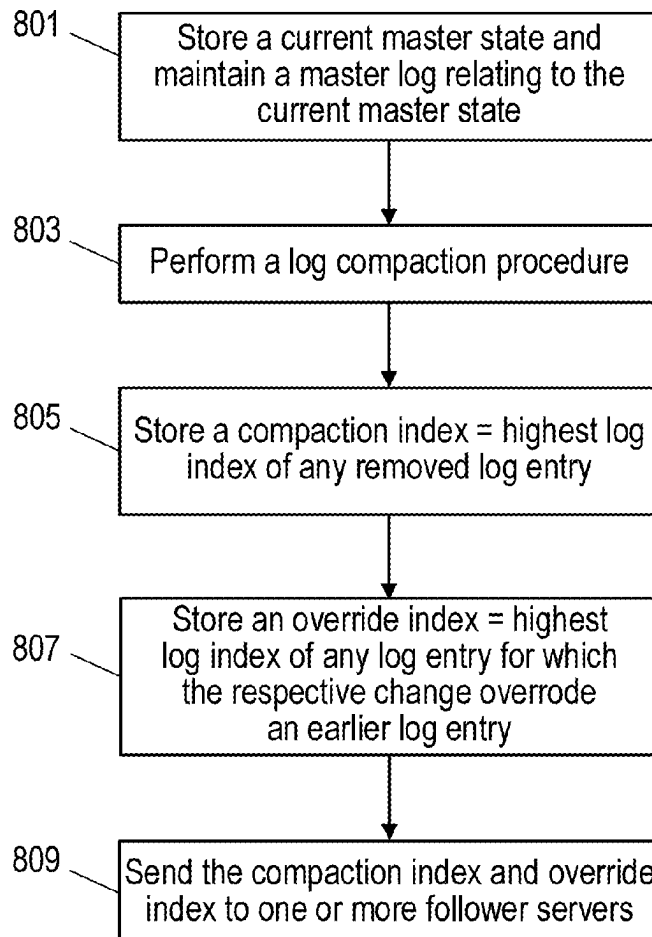 801
Store a current master state and
maintain a master log relating to the
current master state
803
Perform a log compaction procedure
805
Store a compaction index = highest log
index of any removed log entry
807
Store an override index = highest
log index of any log entry for which
the respective change overrode
an earlier log entry
809
Send the compaction index and override
index to one or more follower servers